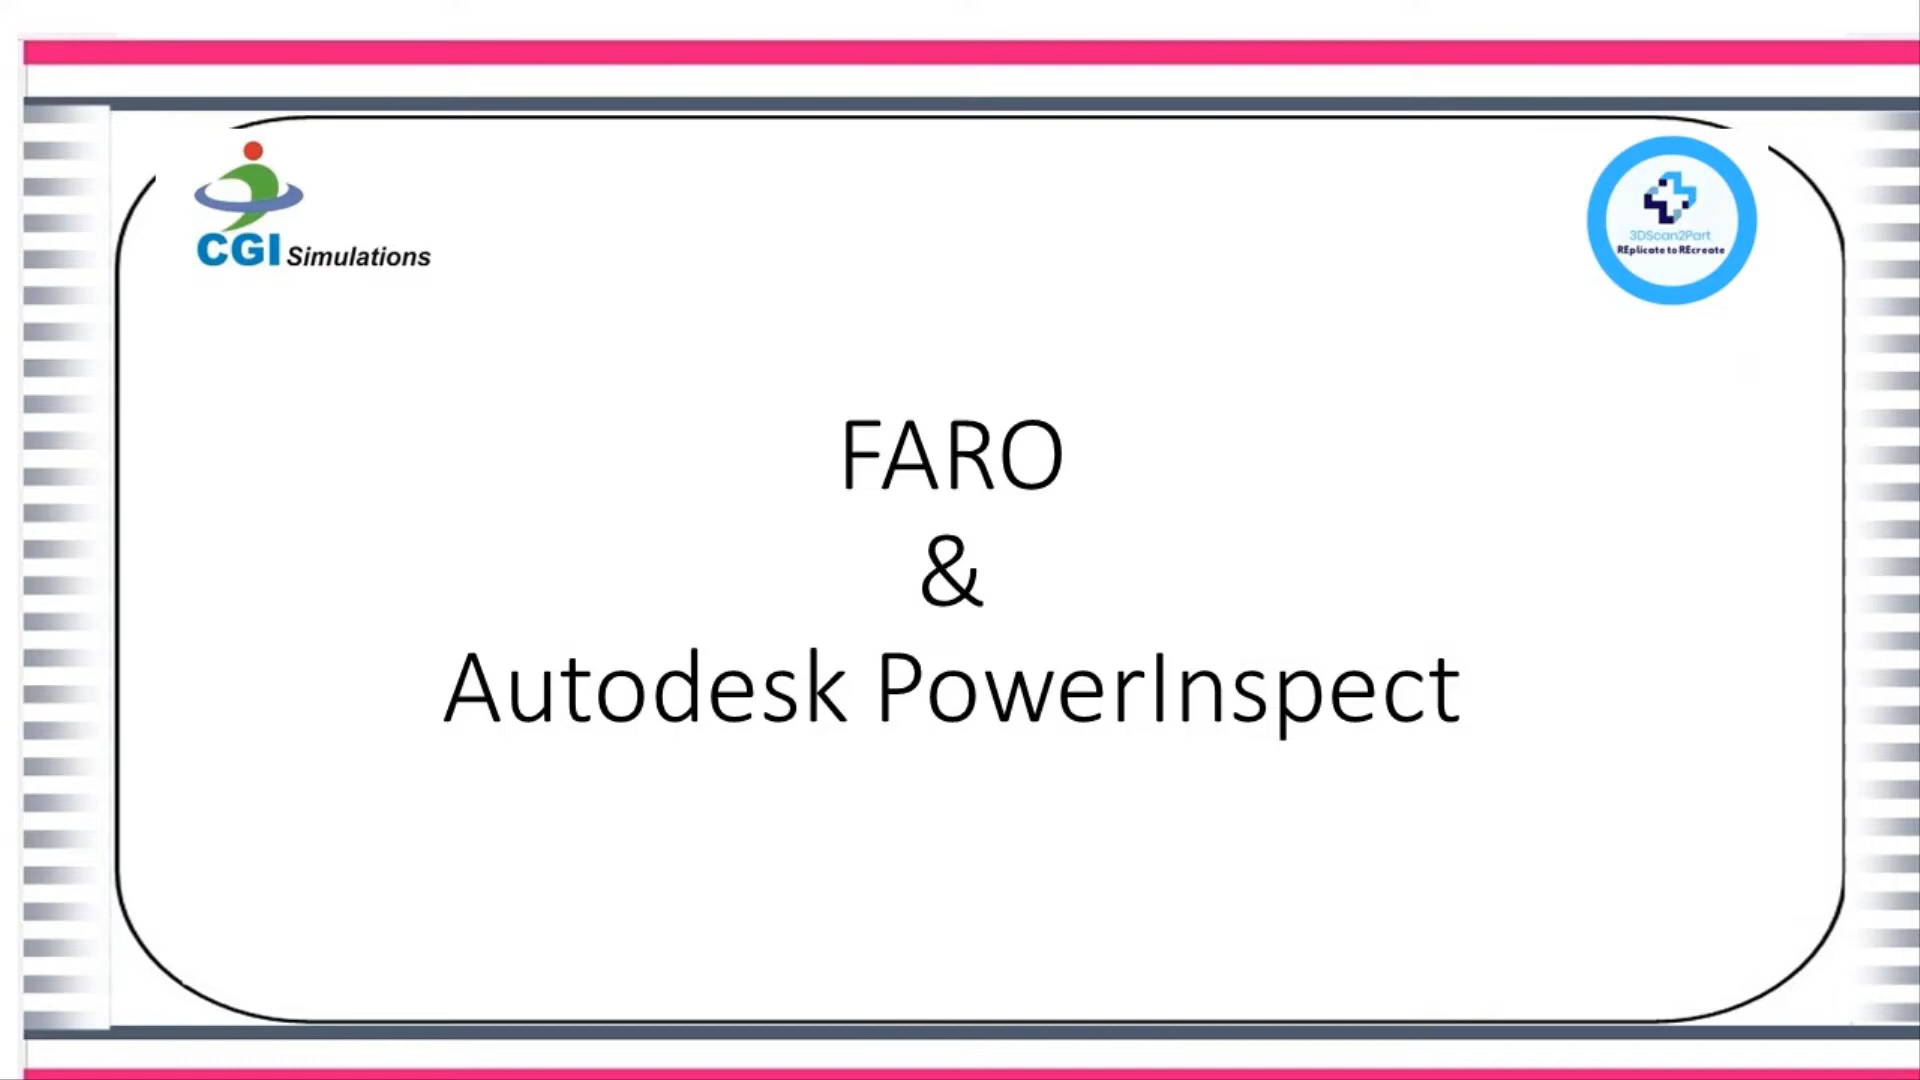 CGI Simulations
3DScan2Part
REplicate to REcreate
FARO
&
Autodesk PowerInspect